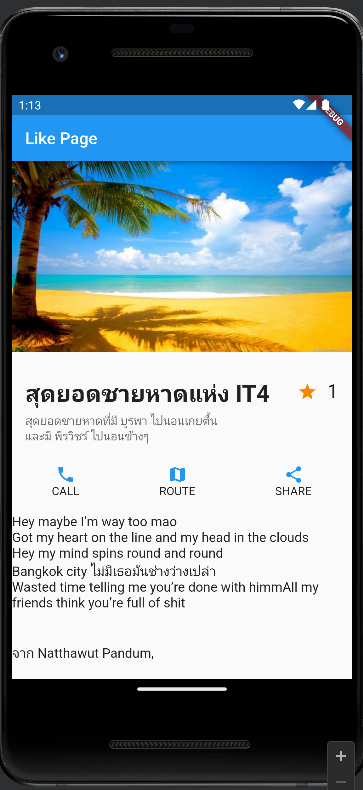 1:13
DEBUG
Like Page
สุดยอดชายหาดแห่ง IT4
1
สุดยอดชายหาดที่มี บูรพา ไปนอนเกยตื้น
และมี พีรวิชร์ ไปนอนข้างๆ
CALL
ROUTE
SHARE
Hey maybe I'm way too mao
Got my heart on the line and my head in the clouds
Hey my mind spins round and round
Bangkok city ไม่มีเธอมันช่างว่างเปล่า
Wasted time telling me you're done with himmAll my
friends think you're full of shit
จาก Natthawut Pandum,